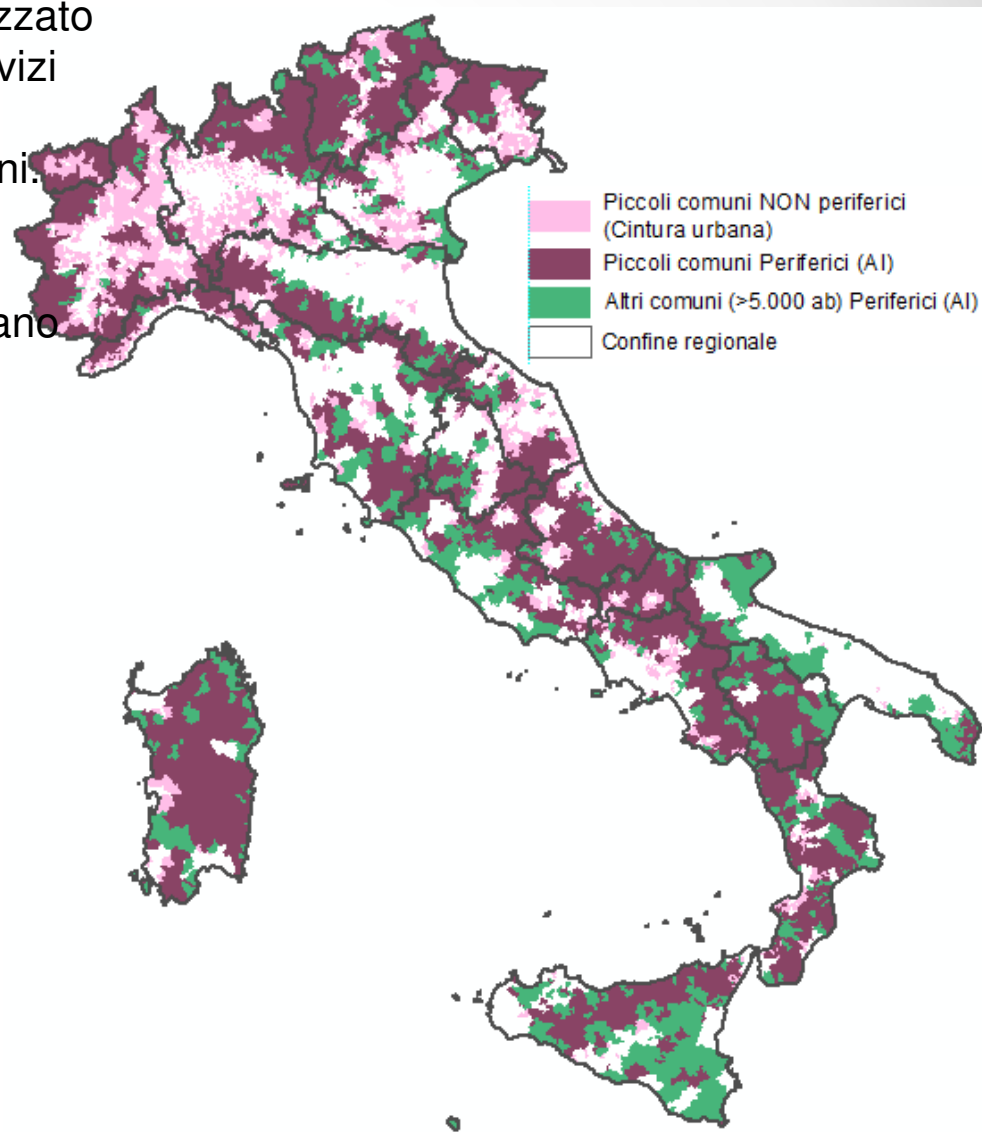 zzato
vizi
ni.
ano
Piccoli comuni NON periferici
(Cintura urbana)
Piccoli comuni Periferici (AI)
Altri comuni (>5.000 ab) Periferici (AI)
Confine regionale